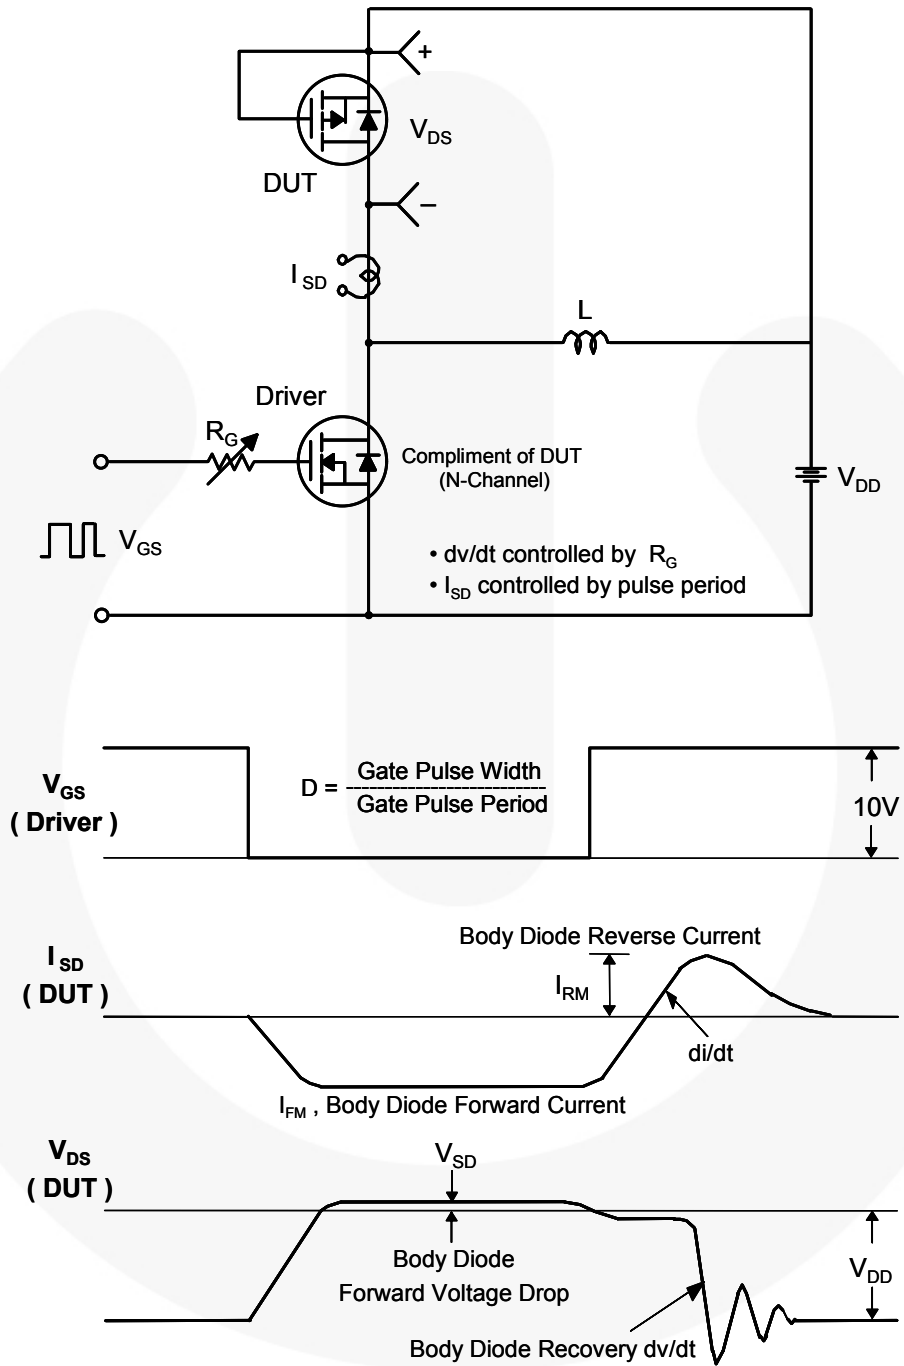 +
V_DS
DUT
–
I_SD
L
Driver
R_G
Compliment of DUT
(N-Channel)
V_DD
V_GS
• dv/dt controlled by R_G
• I_SD controlled by pulse period
V_GS
( Driver )
D = Gate Pulse Width
Gate Pulse Period
10V
I_SD
( DUT )
Body Diode Reverse Current
I_RM
di/dt
I_FM , Body Diode Forward Current
V_DS
( DUT )
V_SD
Body Diode
Forward Voltage Drop
V_DD
Body Diode Recovery dv/dt